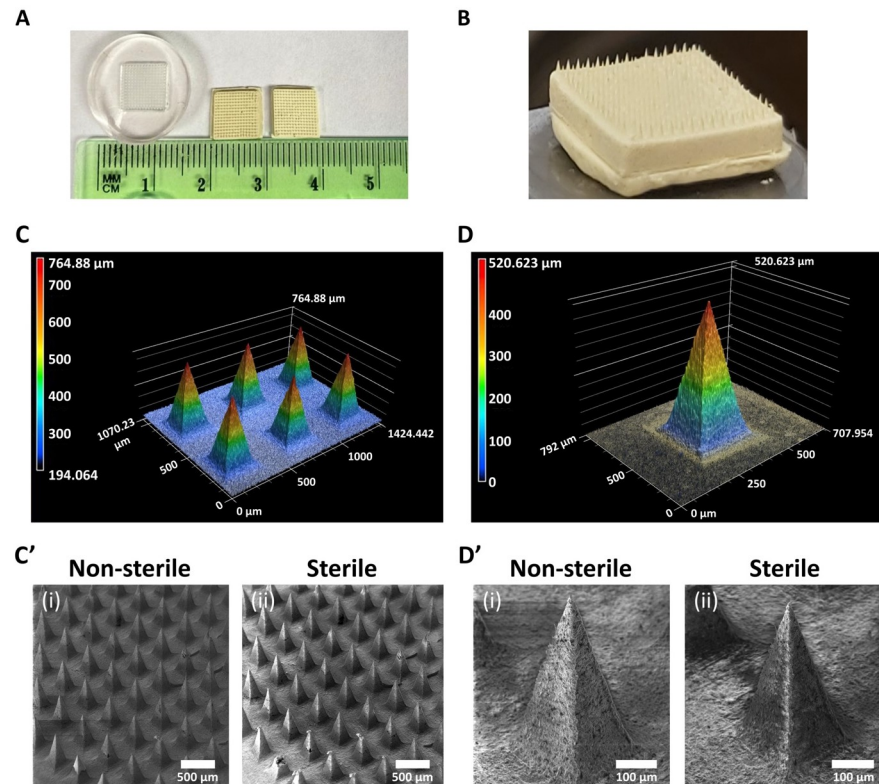 A
B
MM
CM
1
2
3
4
5
C
764.88 µm
700
600
500
400
300
194.064
764.88 µm
1070.23
µm
500
0
0 µm
500
1000
1424.442
D
520.623 µm
400
300
200
100
0
520.623 µm
792 µm
500
0
0 µm
250
500
707.954
C’
Non-sterile
Sterile
(i)
(ii)
500 µm
500 µm
D’
Non-sterile
Sterile
(i)
(ii)
100 µm
100 µm